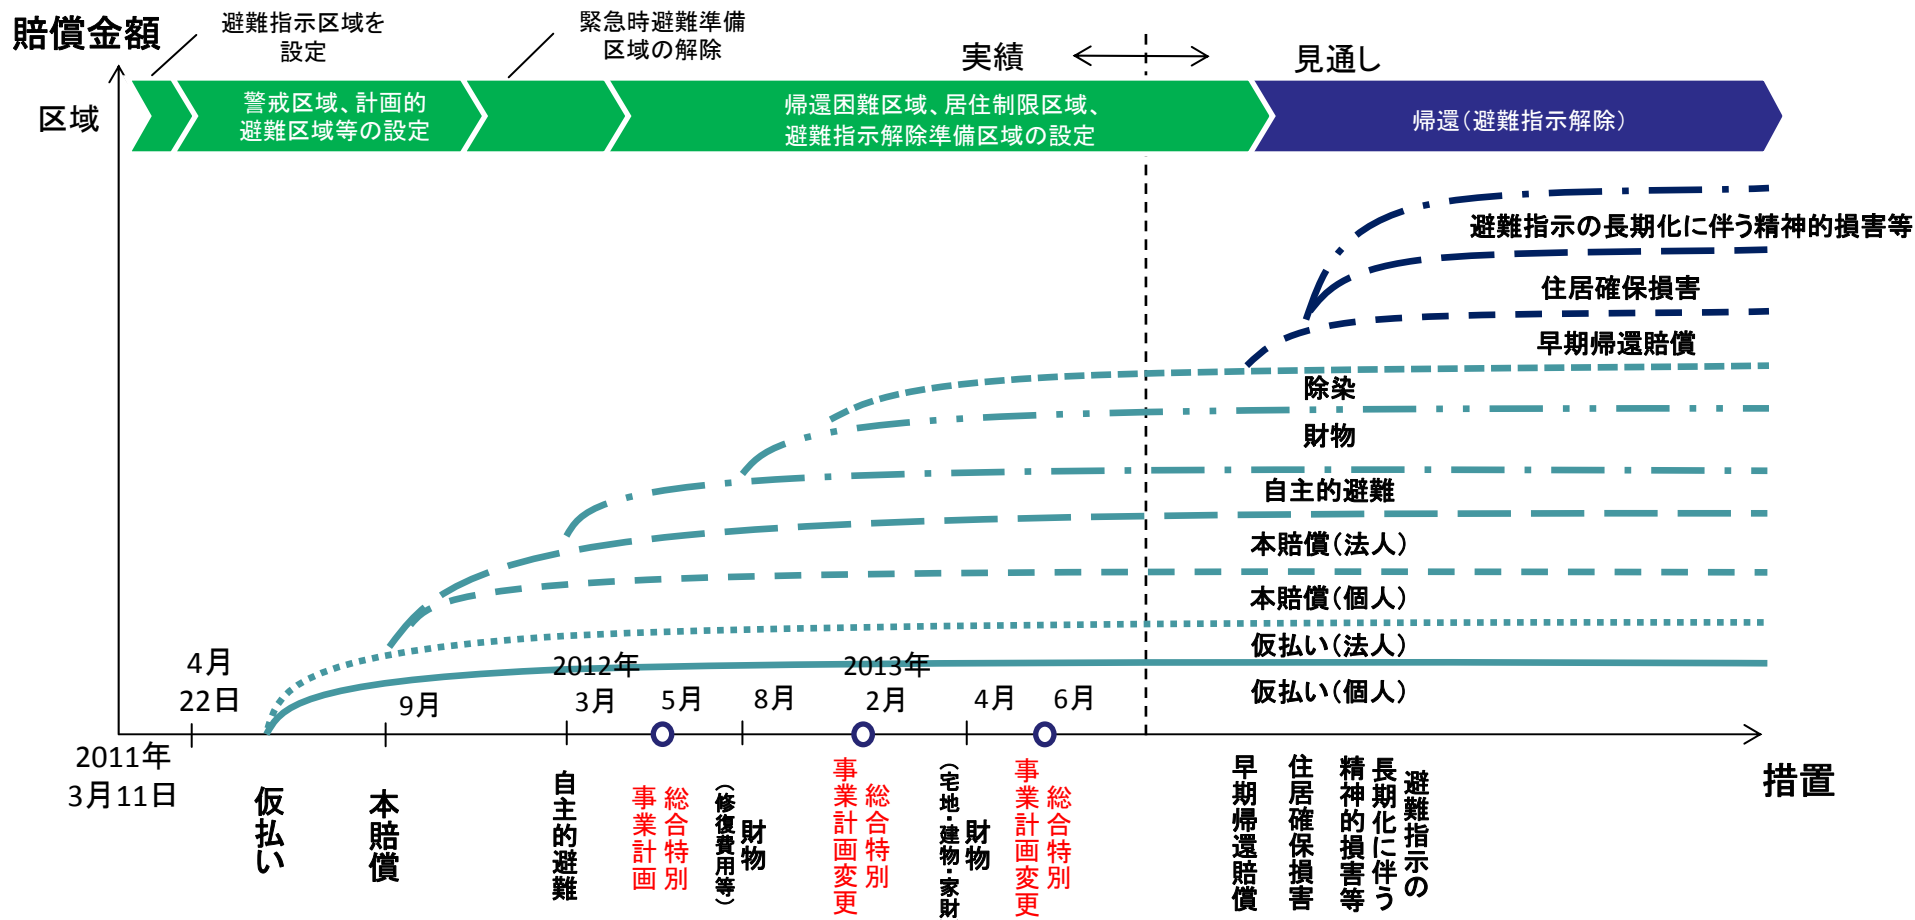 賠償金額
避難指示区域を
設定
緊急時避難準備
区域の解除
実績
見通し
区域
警戒区域、計画的
避難区域等の設定
帰還困難区域、居住制限区域、
避難指示解除準備区域の設定
帰還（避難指示解除）
避難指示の長期化に伴う精神的損害等
住居確保損害
早期帰還賠償
除染
財物
自主的避難
本賠償（法人）
本賠償（個人）
仮払い（法人）
仮払い（個人）
4月
22日
9月
2012年
3月
5月
8月
2013年
2月
4月
6月
2011年
3月11日
措置
仮払い
本賠償
自主的避難
総合特別
事業計画
財物
（修復費用等）
総合特別
事業計画変更
財物
（宅地・建物・家財
総合特別
事業計画変更
早期帰還賠償
住居確保損害
避難指示の
長期化に伴う
精神的損害等